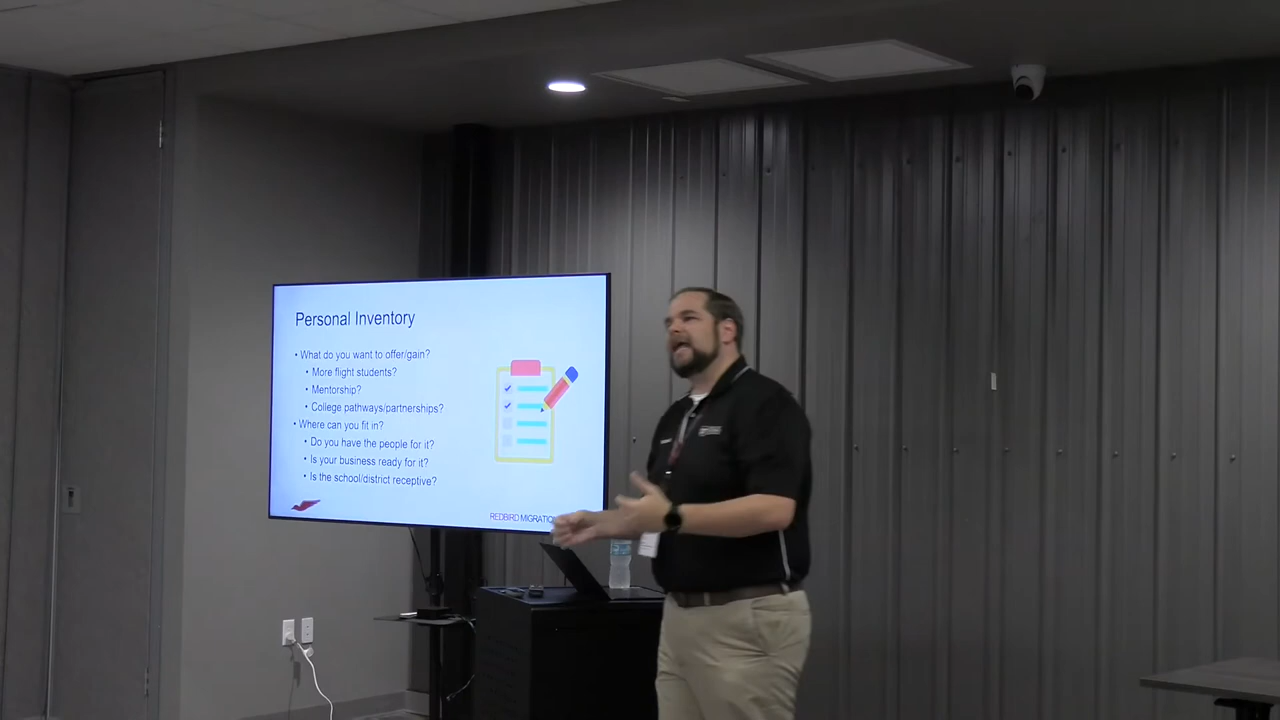 Personal Inventory
• What do you want to offer/gain?
• More flight students?
• Mentorship?
• College pathways/partnerships?
• Where can you fit in?
• Do you have the people for it?
• Is your business ready for it?
• Is the school/district receptive?
REDBIRD MIGRATIO